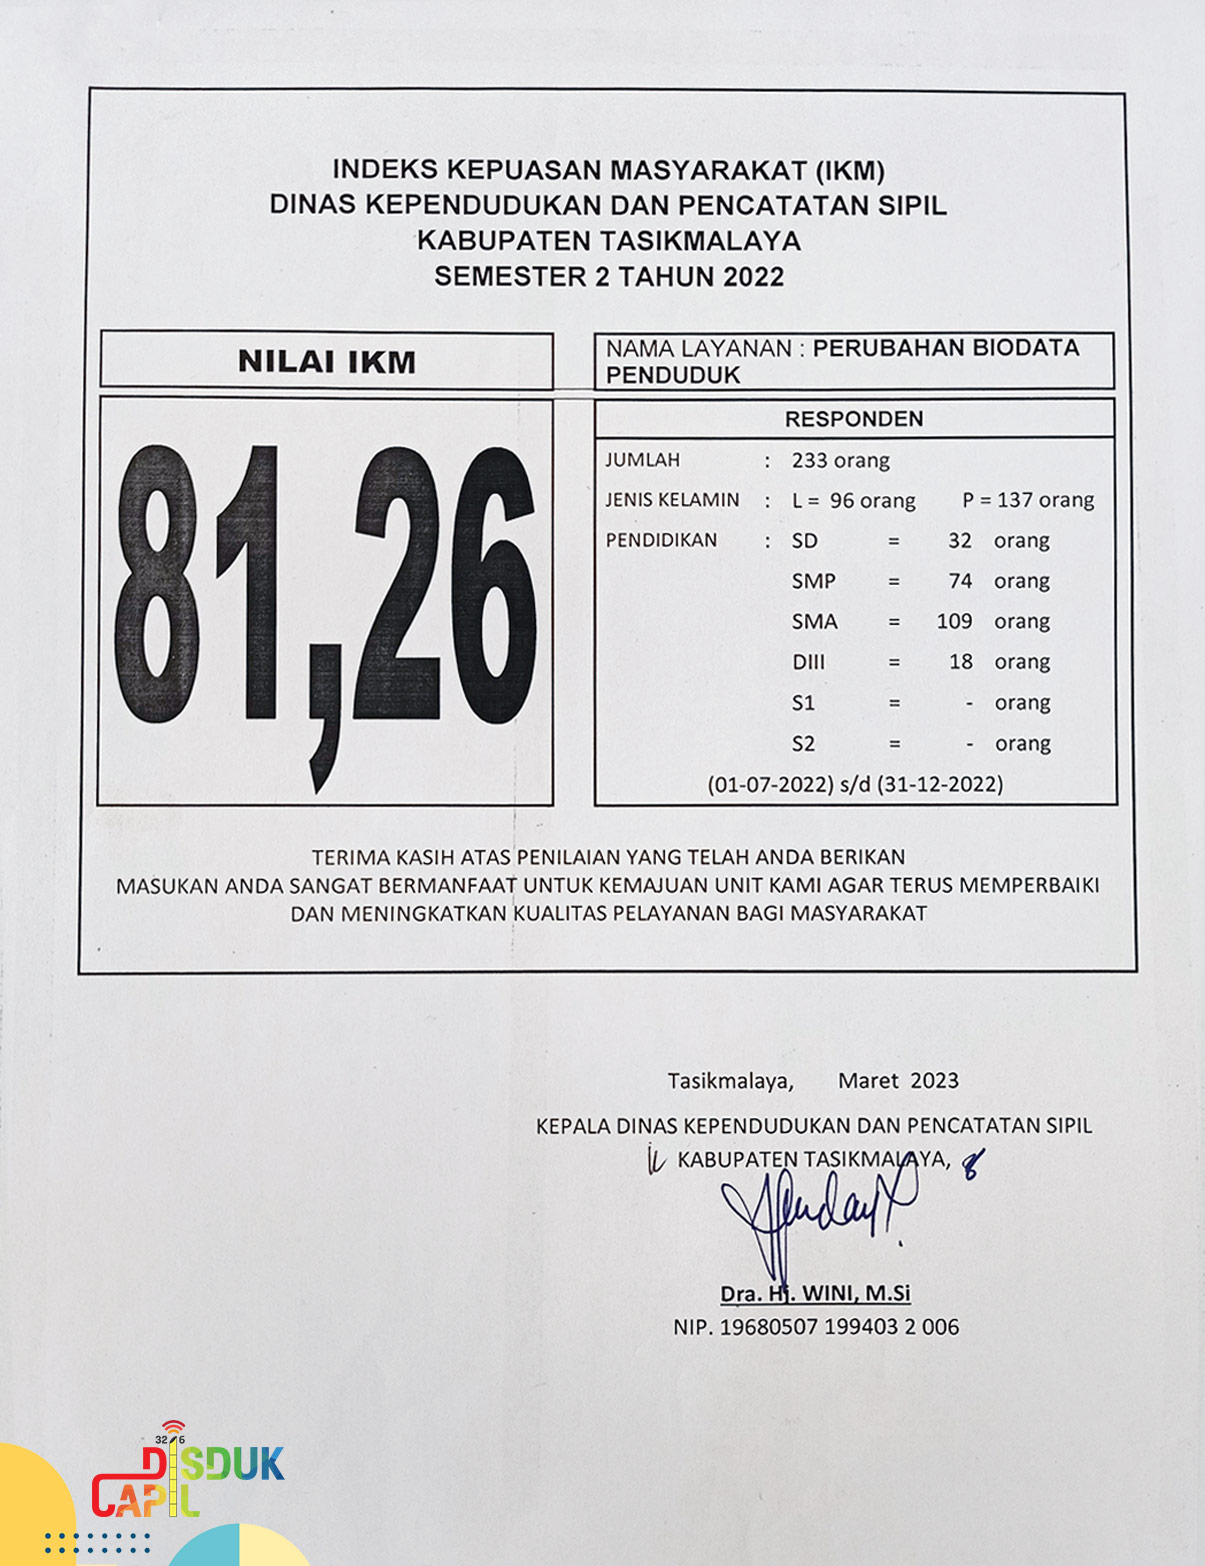 INDEKS KEPUASAN MASYARAKAT (IKM)
DINAS KEPENDUDUKAN DAN PENCATATAN SIPIL
KABUPATEN TASIKMALAYA
SEMESTER 2 TAHUN 2022
NILAI IKM
81,26
NAMA LAYANAN : PERUBAHAN BIODATA
PENDUDUK
RESPONDEN
JUMLAH : 233 orang
JENIS KELAMIN : L = 96 orang P = 137 orang
PENDIDIKAN : SD = 32 orang
SMP = 74 orang
SMA = 109 orang
DIII = 18 orang
S1 = - orang
S2 = - orang
(01-07-2022) s/d (31-12-2022)
TERIMA KASIH ATAS PENILAIAN YANG TELAH ANDA BERIKAN
MASUKAN ANDA SANGAT BERMANFAAT UNTUK KEMAJUAN UNIT KAMI AGAR TERUS MEMPERBAIKI
DAN MENINGKATKAN KUALITAS PELAYANAN BAGI MASYARAKAT
Tasikmalaya, Maret 2023
KEPALA DINAS KEPENDUDUKAN DAN PENCATATAN SIPIL
KABUPATEN TASIKMALAYA,
Dra. Hj. WINI, M.Si
NIP. 19680507 199403 2 006
DISDUK
CAPIL